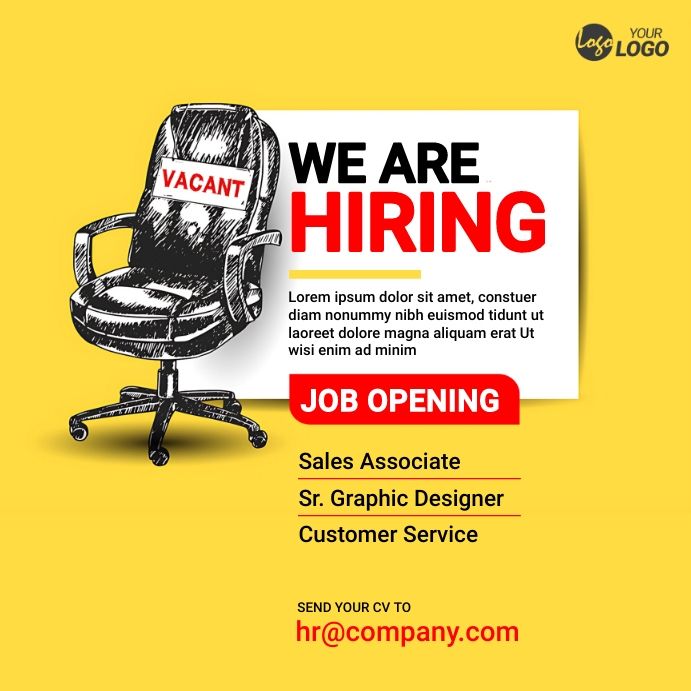 Logo YOUR
LOGO
VACANT
WE ARE
HIRING
Lorem ipsum dolor sit amet, constuer
diam nonummy nibh euismod tidunt ut
laoreet dolore magna aliquam erat Ut
wisi enim ad minim
JOB OPENING
Sales Associate
Sr. Graphic Designer
Customer Service
SEND YOUR CV TO
hr@company.com